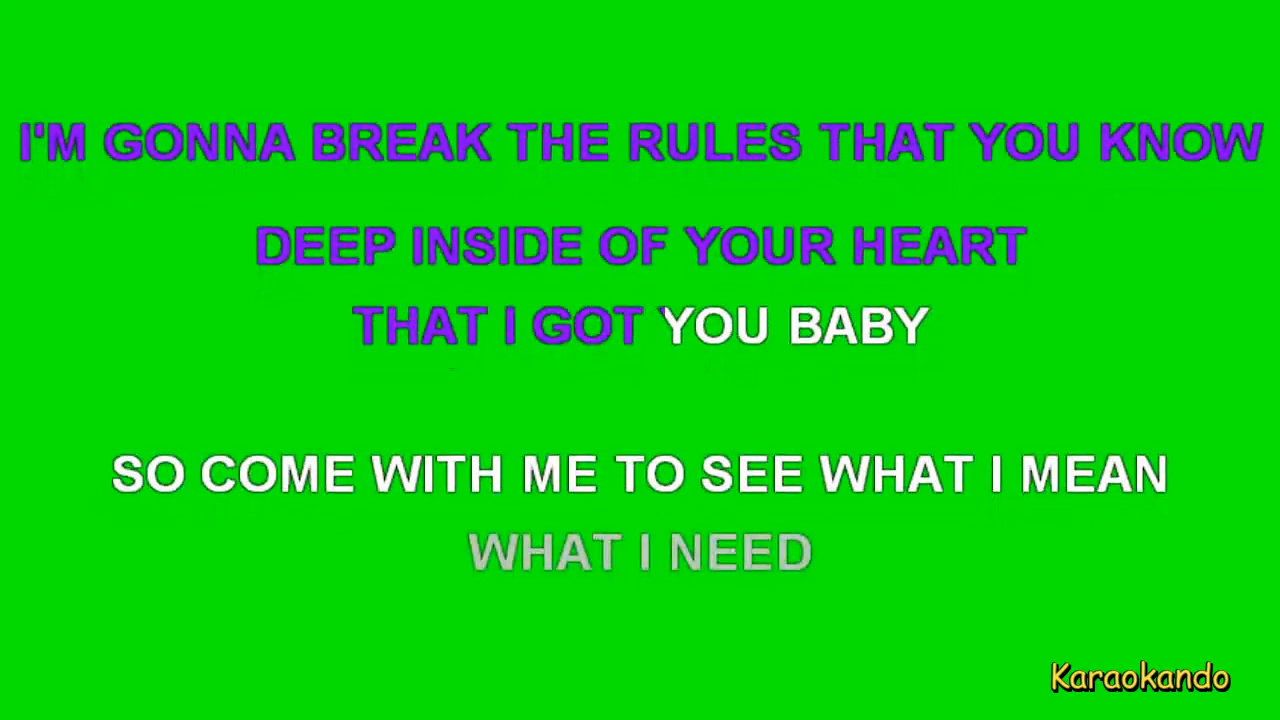 I'M GONNA BREAK THE RULES THAT YOU KNOW
DEEP INSIDE OF YOUR HEART
THAT I GOT YOU BABY
SO COME WITH ME TO SEE WHAT I MEAN
WHAT I NEED
Karaokando